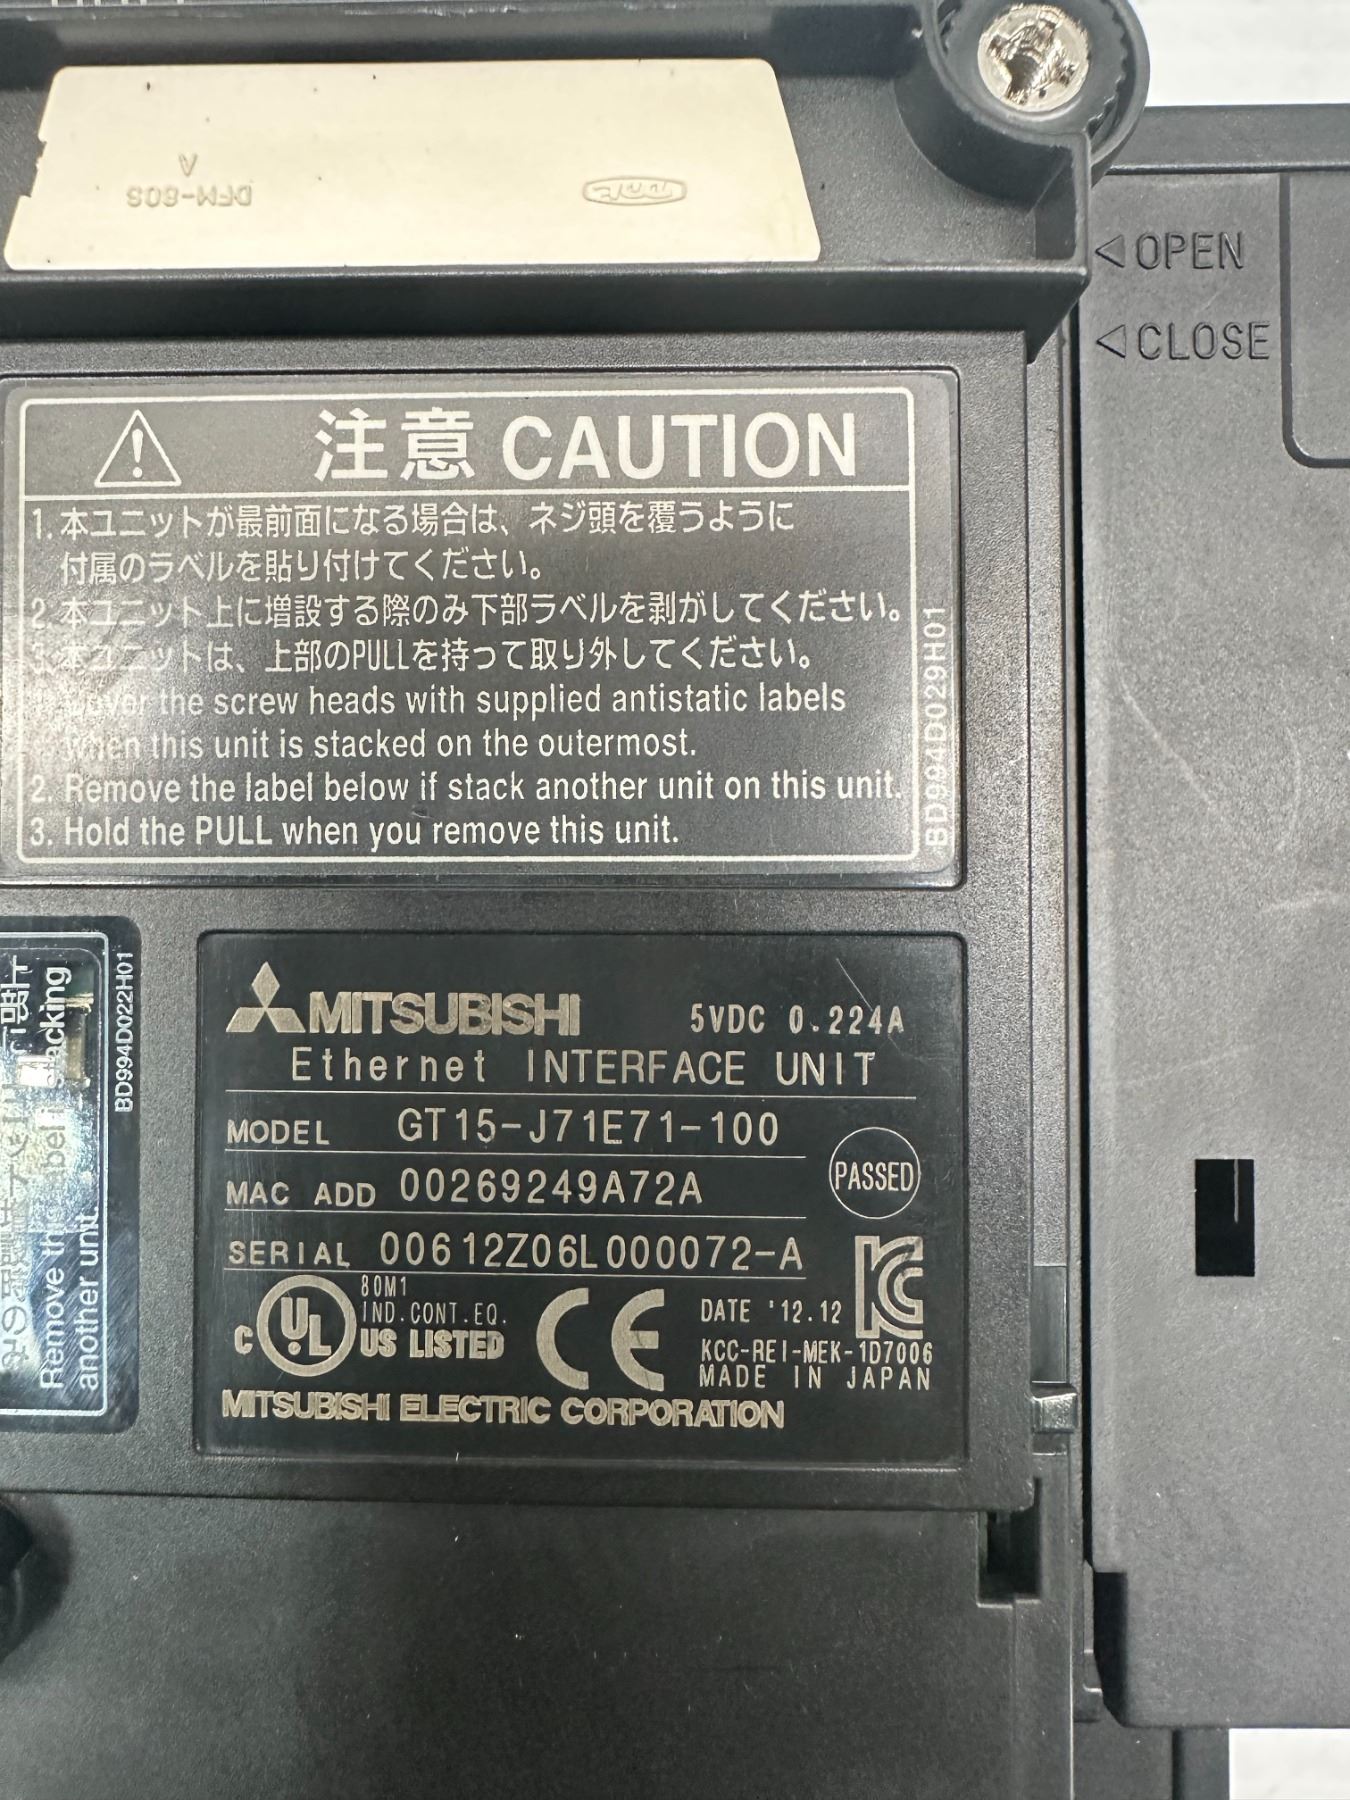 DFM-80S
A
◁OPEN
◁CLOSE
注意 CAUTION
1. 本ユニットが最前面になる場合は、ネジ頭を覆うように
付属のラベルを貼り付けてください。
2. 本ユニット上に増設する際のみ下部ラベルを剥がしてください。
3. 本ユニットは、上部のPULLを持って取り外してください。
1. Cover the screw heads with supplied antistatic labels
when this unit is stacked on the outermost.
2. Remove the label below if stack another unit on this unit.
3. Hold the PULL when you remove this unit.
BD994D029H01
BD994D022H01
stacking
Remove this label
another unit.
MITSUBISHI 5VDC 0.224A
Ethernet INTERFACE UNIT
MODEL GT15-J71E71-100
MAC ADD 00269249A72A
PASSED
SERIAL 00612Z06L000072-A
80M1
IND.CONT.EQ.
C UL US LISTED
CE
DATE '12.12
KCC-REI-MEK-1D7006
MADE IN JAPAN
MITSUBISHI ELECTRIC CORPORATION